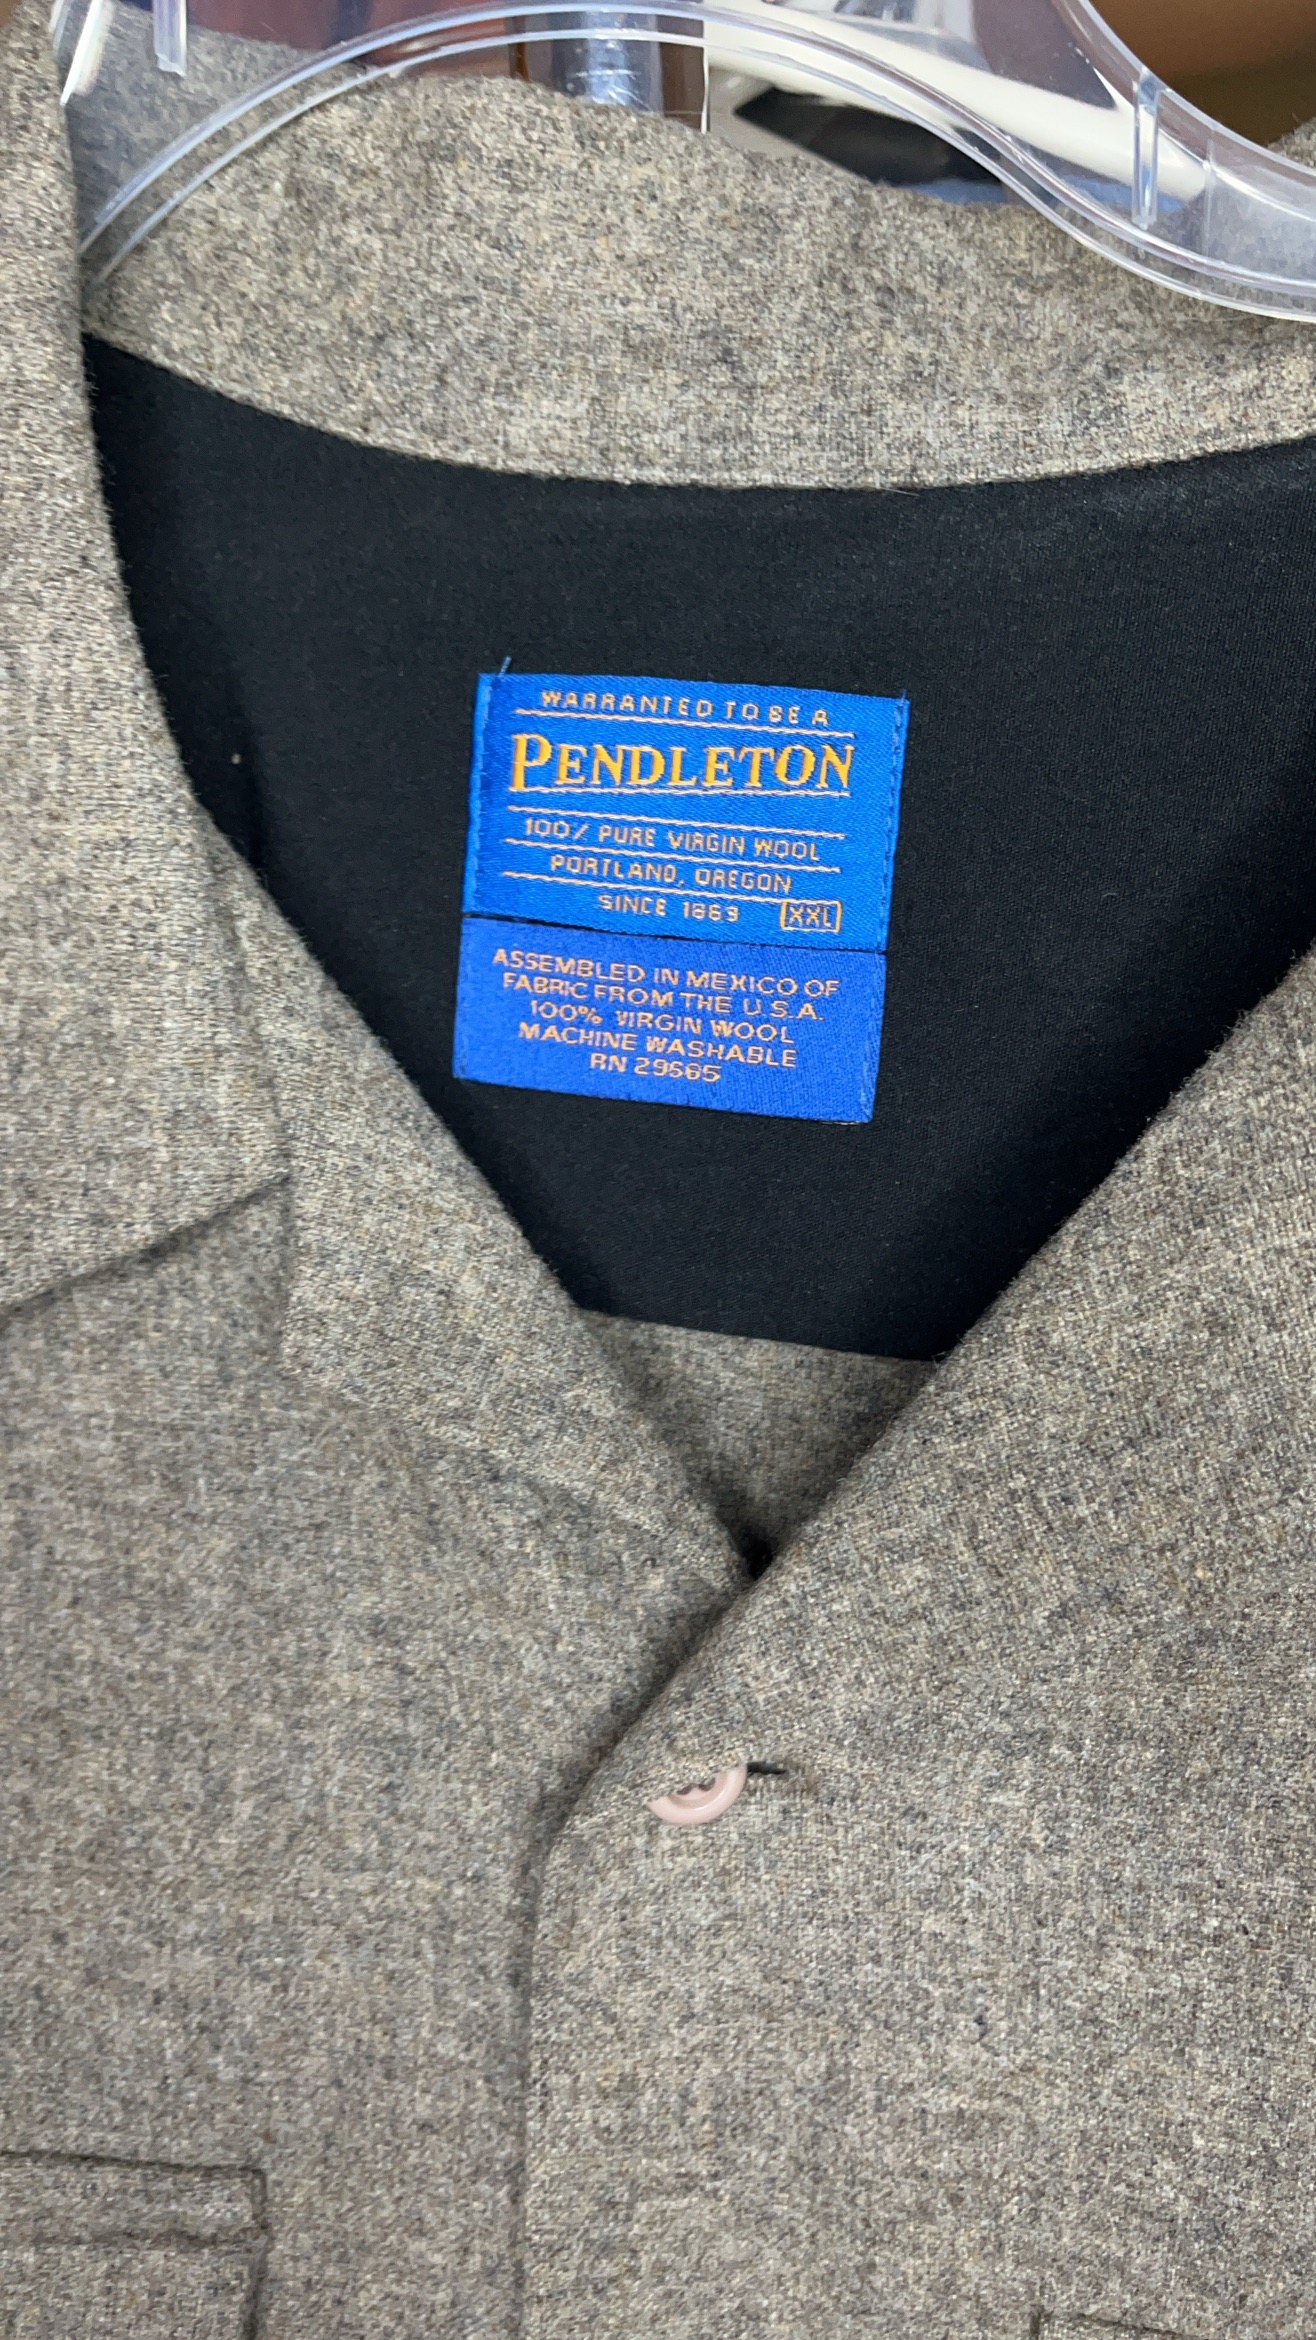 WARRANTED TO BE A
PENDLETON
100% PURE VIRGIN WOOL
PORTLAND, OREGON
SINCE 1863 XXL
ASSEMBLED IN MEXICO OF
FABRIC FROM THE U.S.A.
100% VIRGIN WOOL
MACHINE WASHABLE
RN 29685